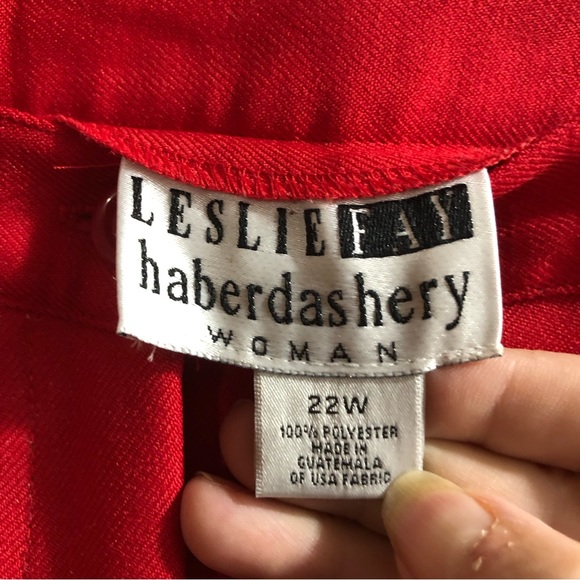 LESLIE FAY
haberdashery
WOMAN
22W
100% POLYESTER
MADE IN
GUATEMALA
OF USA FABRIC